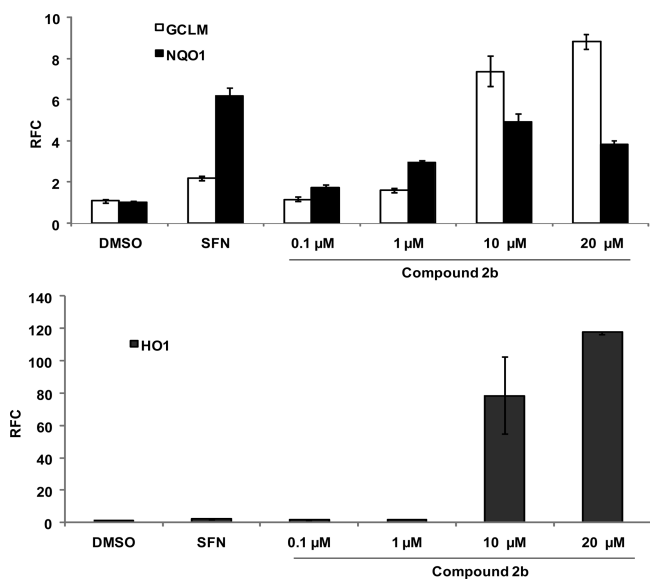 10
GCLM
NQO1
8
6
RFC
4
2
0
DMSO SFN 0.1 µM 1 µM 10 µM 20 µM
Compound 2b
140
120
HO1
100
80
RFC
60
40
20
0
DMSO SFN 0.1 µM 1 µM 10 µM 20 µM
Compound 2b